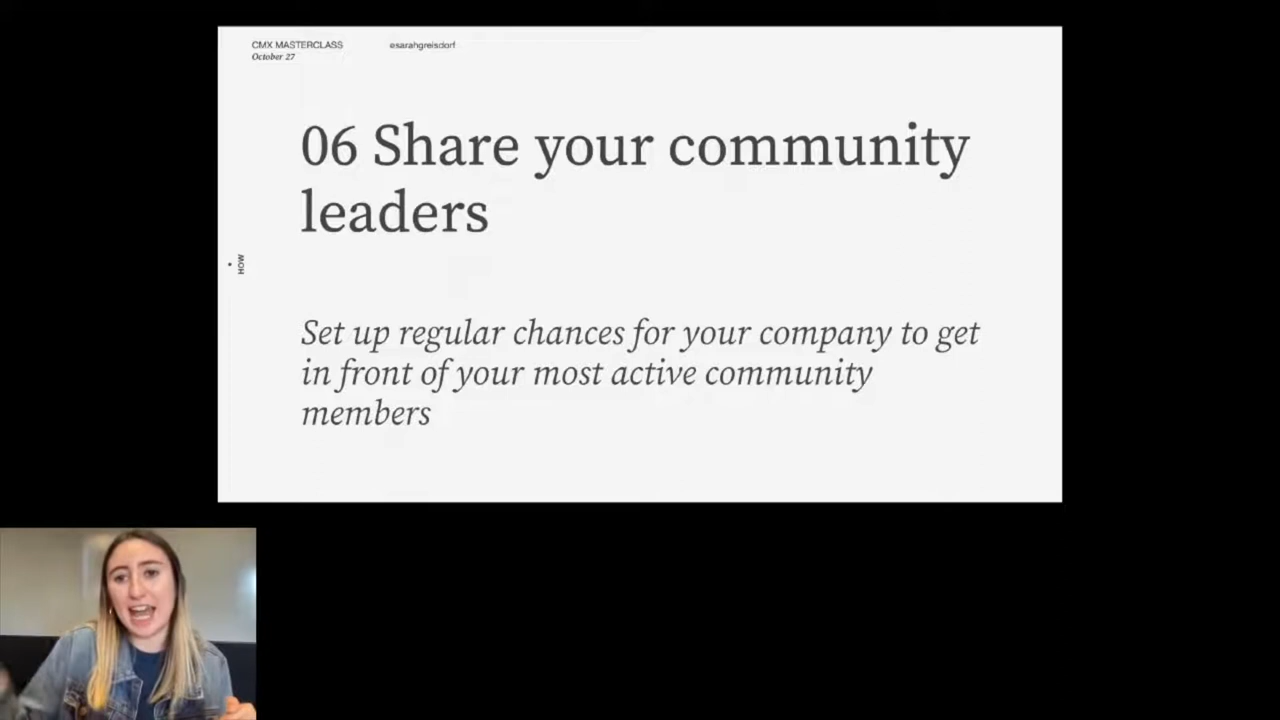 CMX MASTERCLASS
@sarahgreisdorf
October 27
06 Share your community
leaders
HOW
Set up regular chances for your company to get
in front of your most active community
members